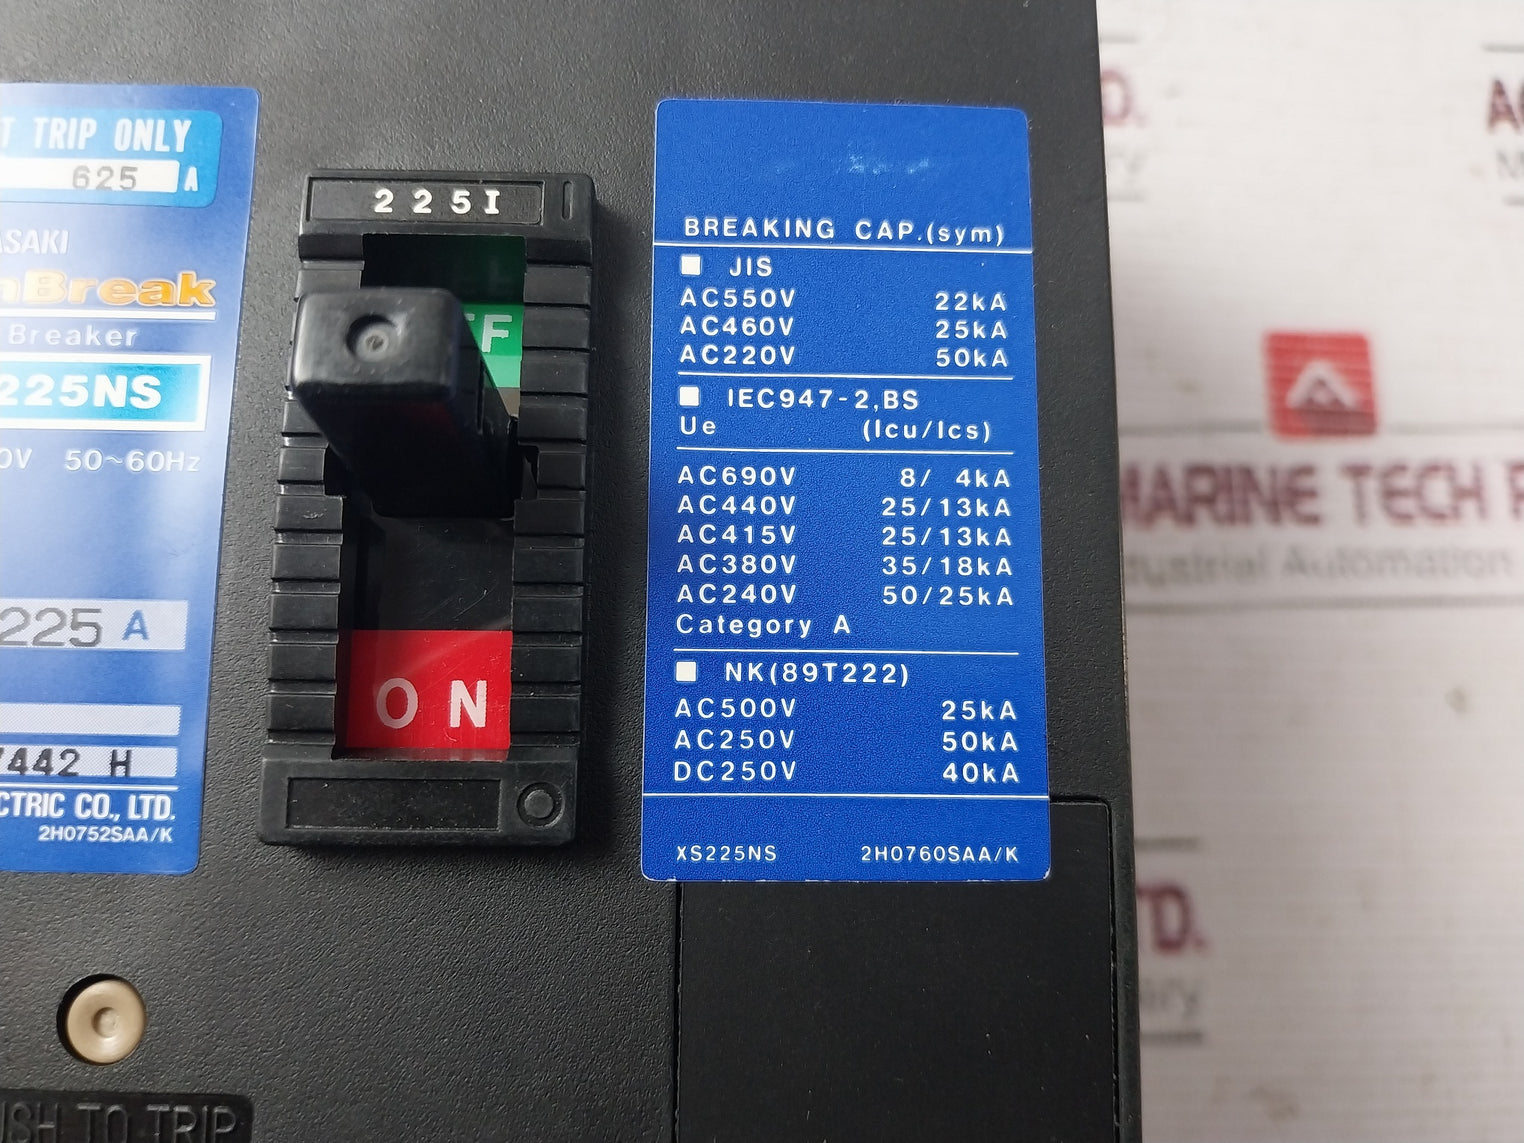 T TRIP ONLY
625 A
ASAKI
nBreak
Breaker
225NS
0V 50~60Hz
225 A
7442 H
CTRIC CO., LTD.
2H0752SAA/K
225I
FF
ON
USH TO TRIP
BREAKING CAP.(sym)
JIS
AC550V 22kA
AC460V 25kA
AC220V 50kA
IEC947-2,BS
Ue (Icu/Ics)
AC690V 8/ 4kA
AC440V 25/13kA
AC415V 25/13kA
AC380V 35/18kA
AC240V 50/25kA
Category A
NK(89T222)
AC500V 25kA
AC250V 50kA
DC250V 40kA
XS225NS 2H0760SAA/K
D.
MARINE TECH
ustrial Automation
TD.